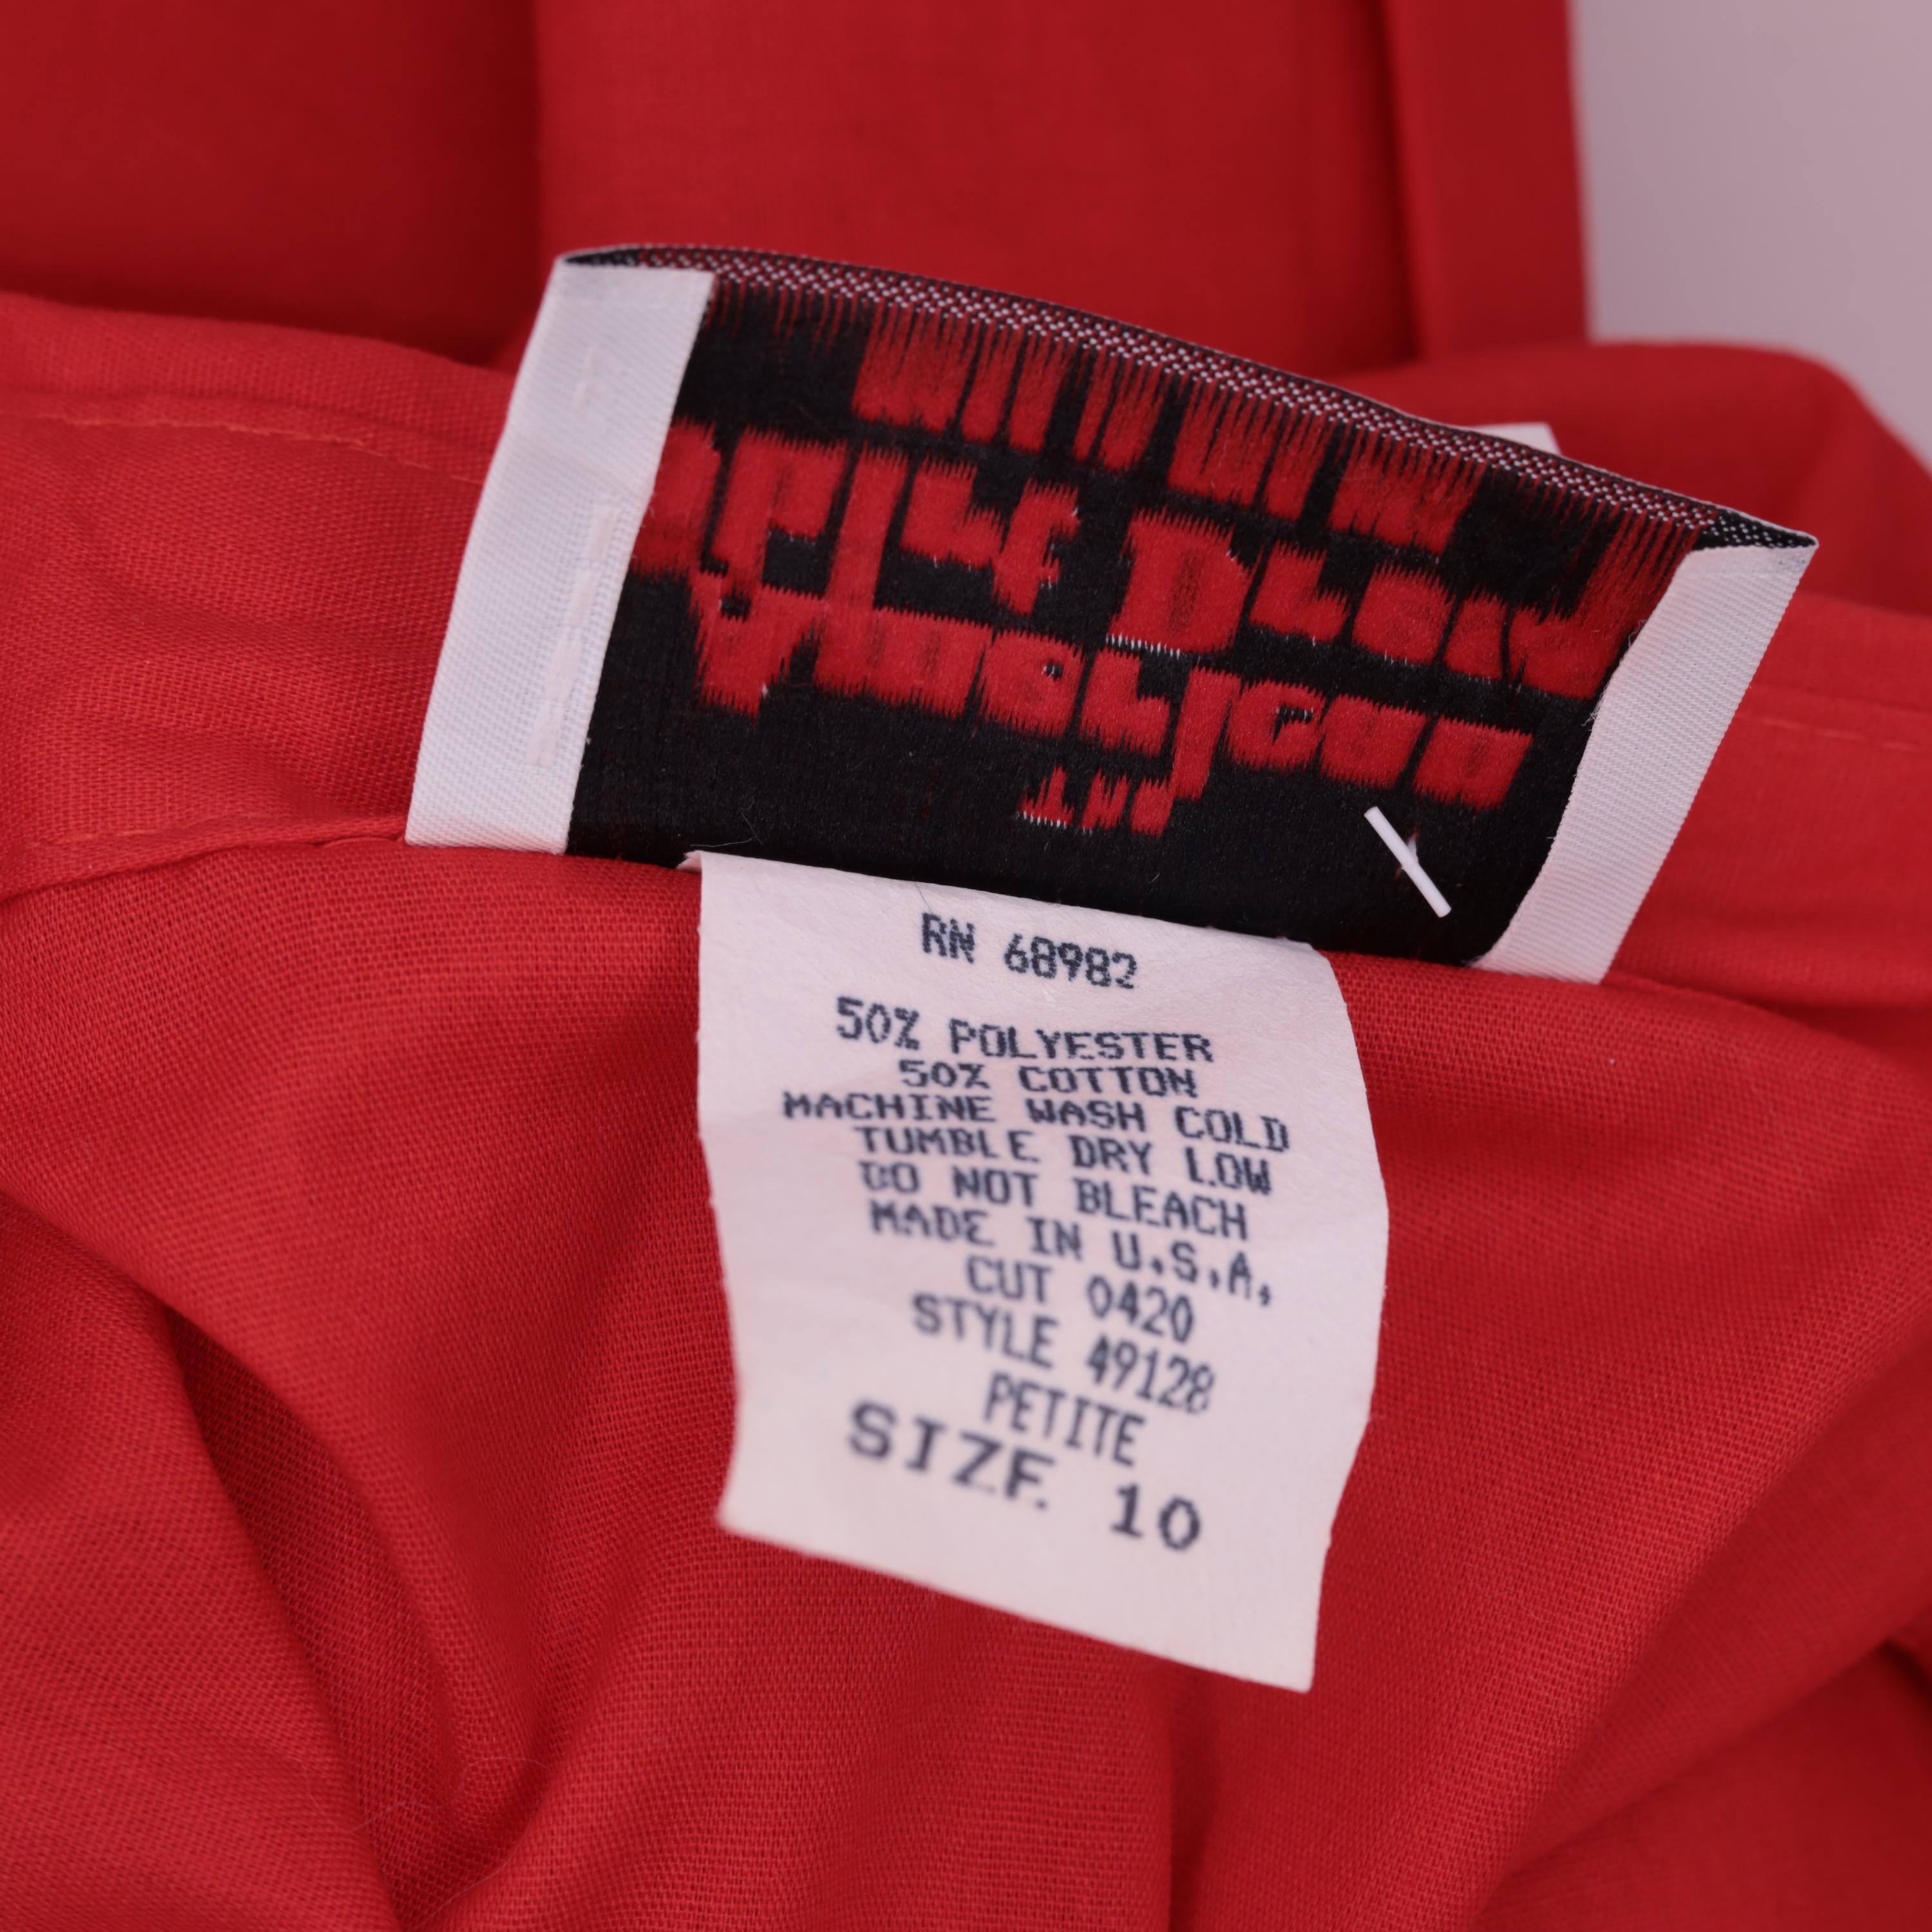 RN 68982
50% POLYESTER
50% COTTON
MACHINE WASH COLD
TUMBLE DRY LOW
DO NOT BLEACH
MADE IN U.S.A.
CUT 0420
STYLE 49128
PETITE
SIZE 10